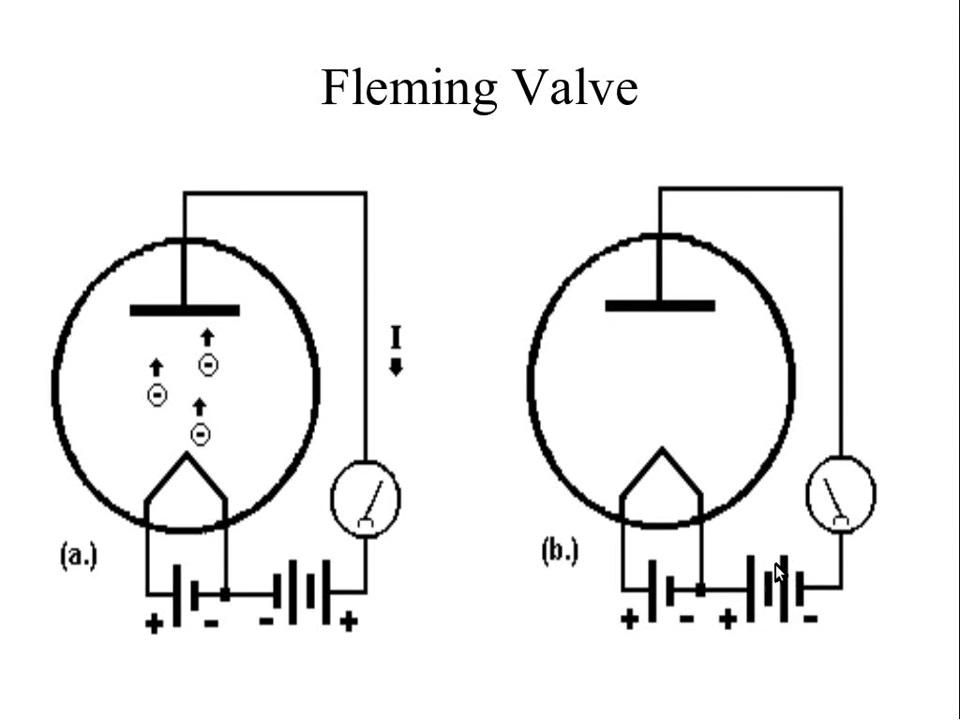 Fleming Valve
I
(a.)
+ - - +
(b.)
+ - + -